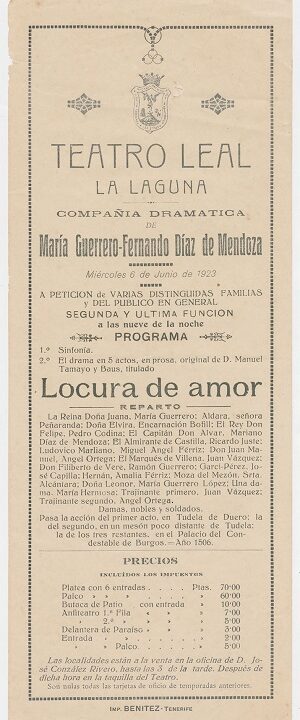 TEATRO LEAL
LA LAGUNA
COMPAÑIA DRAMATICA
DE
María Guerrero-Fernando Díaz de Mendoza
Miércoles 6 de Junio de 1923
A PETICION de VARIAS DISTINGUIDAS FAMILIAS
y DEL PUBLICO EN GENERAL
SEGUNDA Y ULTIMA FUNCION
a las nueve de la noche
PROGRAMA
1.º Sinfonía.
2.º El drama en 5 actos, en prosa, original de D. Manuel
Tamayo y Baus, titulado
Locura de amor
REPARTO
La Reina Doña Juana, María Guerrero; Aldara, señora
Peñaranda; Doña Elvira, Encarnación Bofill; El Rey Don
Felipe, Pedro Codina; El Capitán Don Alvar, Mariano
Díaz de Mendoza; El Almirante de Castilla, Ricardo Juste;
Ludovico Marliano, Miguel Angel Férriz; Don Juan Ma-
nuel, Angel Ortega; El Marqués de Villena, Juan Vázquez;
Don Filiberto de Vere, Ramón Guerrero; Garci-Pérez, Jo-
sé Capilla; Hernán, Amalia Férriz; Moza del Mezón, Srta.
Alcántara; Doña Leonor, María Guerrero López; Una da-
ma, María Hermosa; Trajinante primero, Juan Vázquez;
Trajinante segundo, Angel Ortega.
Damas, nobles y soldados.
Pasa la acción del primer acto, en Tudela de Duero; la
del segundo, en un mesón poco distante de Tudela;
la de los tres restantes, en el Palacio del Con-
destable de Burgos.—Año 1506.
PRECIOS
INCLUÍDOS LOS IMPUESTOS
Platea con 6 entradas . . . Ptas. 70'00
Palco » » » . . . » 60'00
Butaca de Patio con entrada » 10'00
Anfiteatro 1.ª Fila » » » 7'00
» 2.ª » » » » 5'00
Delantera de Paraíso » » » 3'00
Entrada . . . . . . » 2'00
» Palco . . . . . » 5'00
Las localidades están a la venta en la oficina de D. Jo-
sé González Rivero, hasta las 5 de la tarde. Después de
dicha hora en la taquilla del Teatro.
Son nulas todas las tarjetas de oficio de temporadas anteriores.
IMP. BENITEZ-TENERIFE